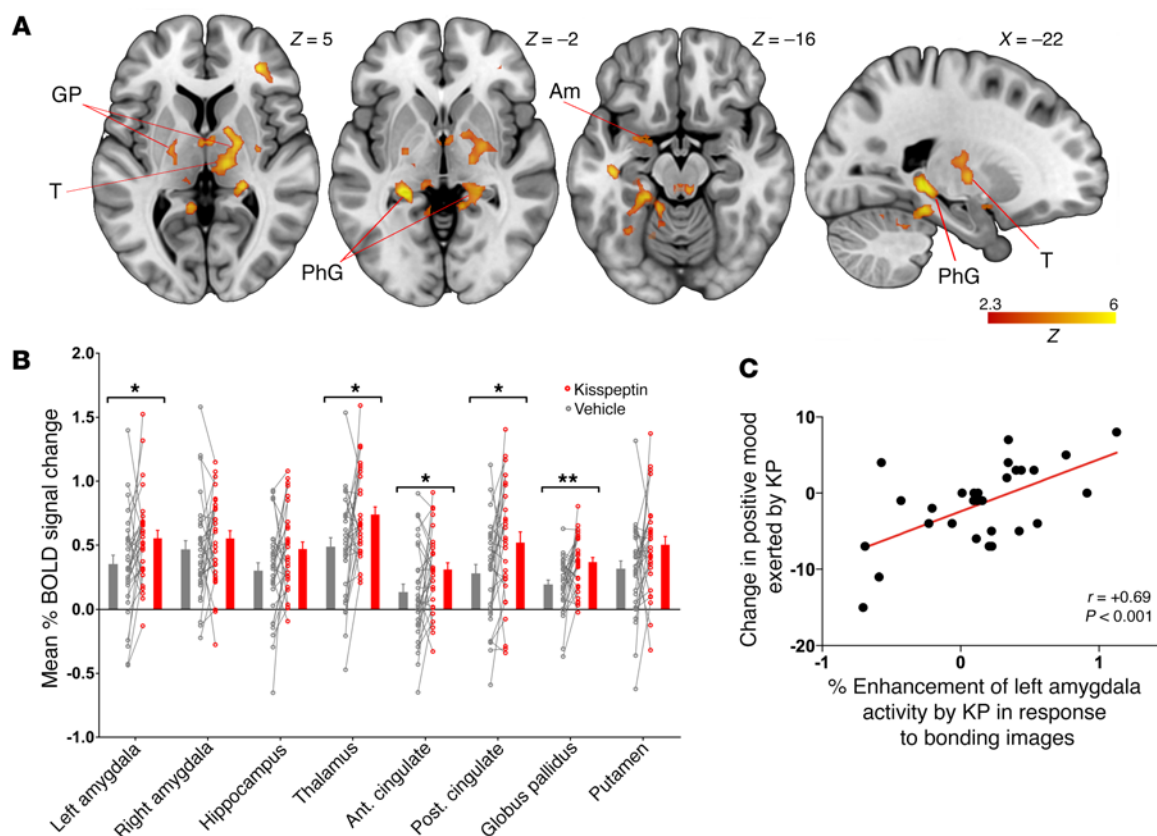 A
Z = 5
Z = −2
Z = −16
X = −22
GP
T
Am
PhG
PhG
T
2.3
6
Z
B
Mean % BOLD signal change
2.0
1.5
1.0
0.5
0.0
-0.5
-1.0
*
*
*
*
**
Kisspeptin
Vehicle
Left amygdala
Right amygdala
Hippocampus
Thalamus
Ant. cingulate
Post. cingulate
Globus pallidus
Putamen
C
Change in positive mood
exerted by KP
10
0
-10
-20
r = +0.69
P < 0.001
-1
0
1
% Enhancement of left amygdala
activity by KP in response
to bonding images